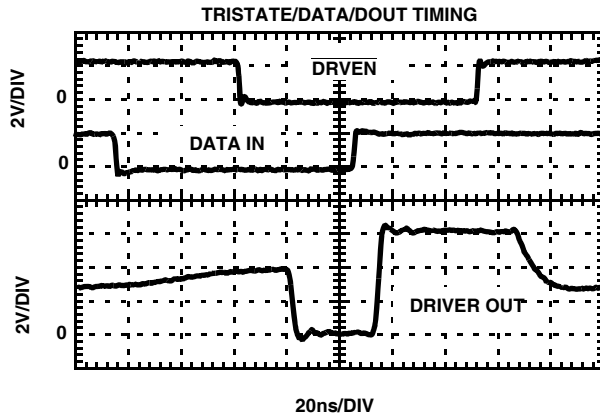 TRISTATE/DATA/DOUT TIMING
DRVEN
2V/DIV
0
DATA IN
0
2V/DIV
DRIVER OUT
0
20ns/DIV